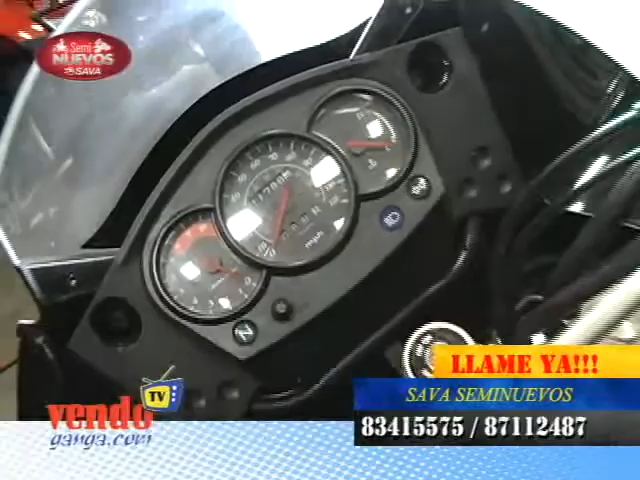 Semi
NUEVOS
SAVA
mph
N
TV
vendo
ganga.com
LLAME YA!!!
SAVA SEMINUEVOS
83415575 / 87112487